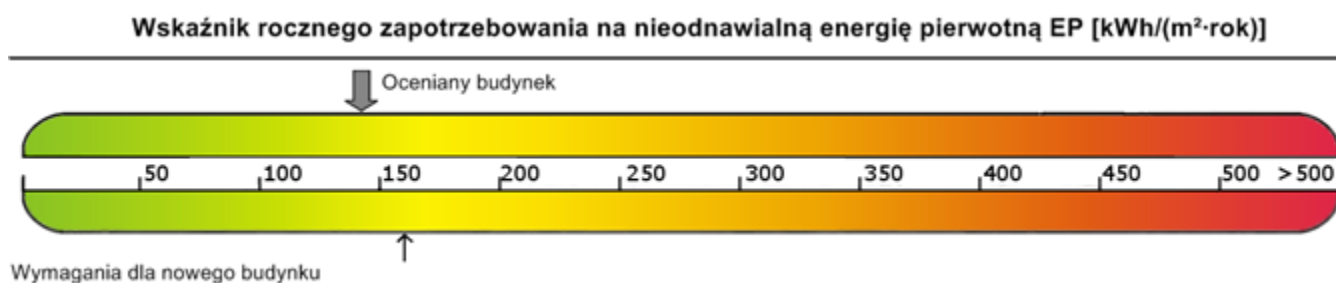 Wskaźnik rocznego zapotrzebowania na nieodnawialną energię pierwotną EP [kWh/(m²·rok)]
Oceniany budynek
50 100 150 200 250 300 350 400 450 500 >500
Wymagania dla nowego budynku